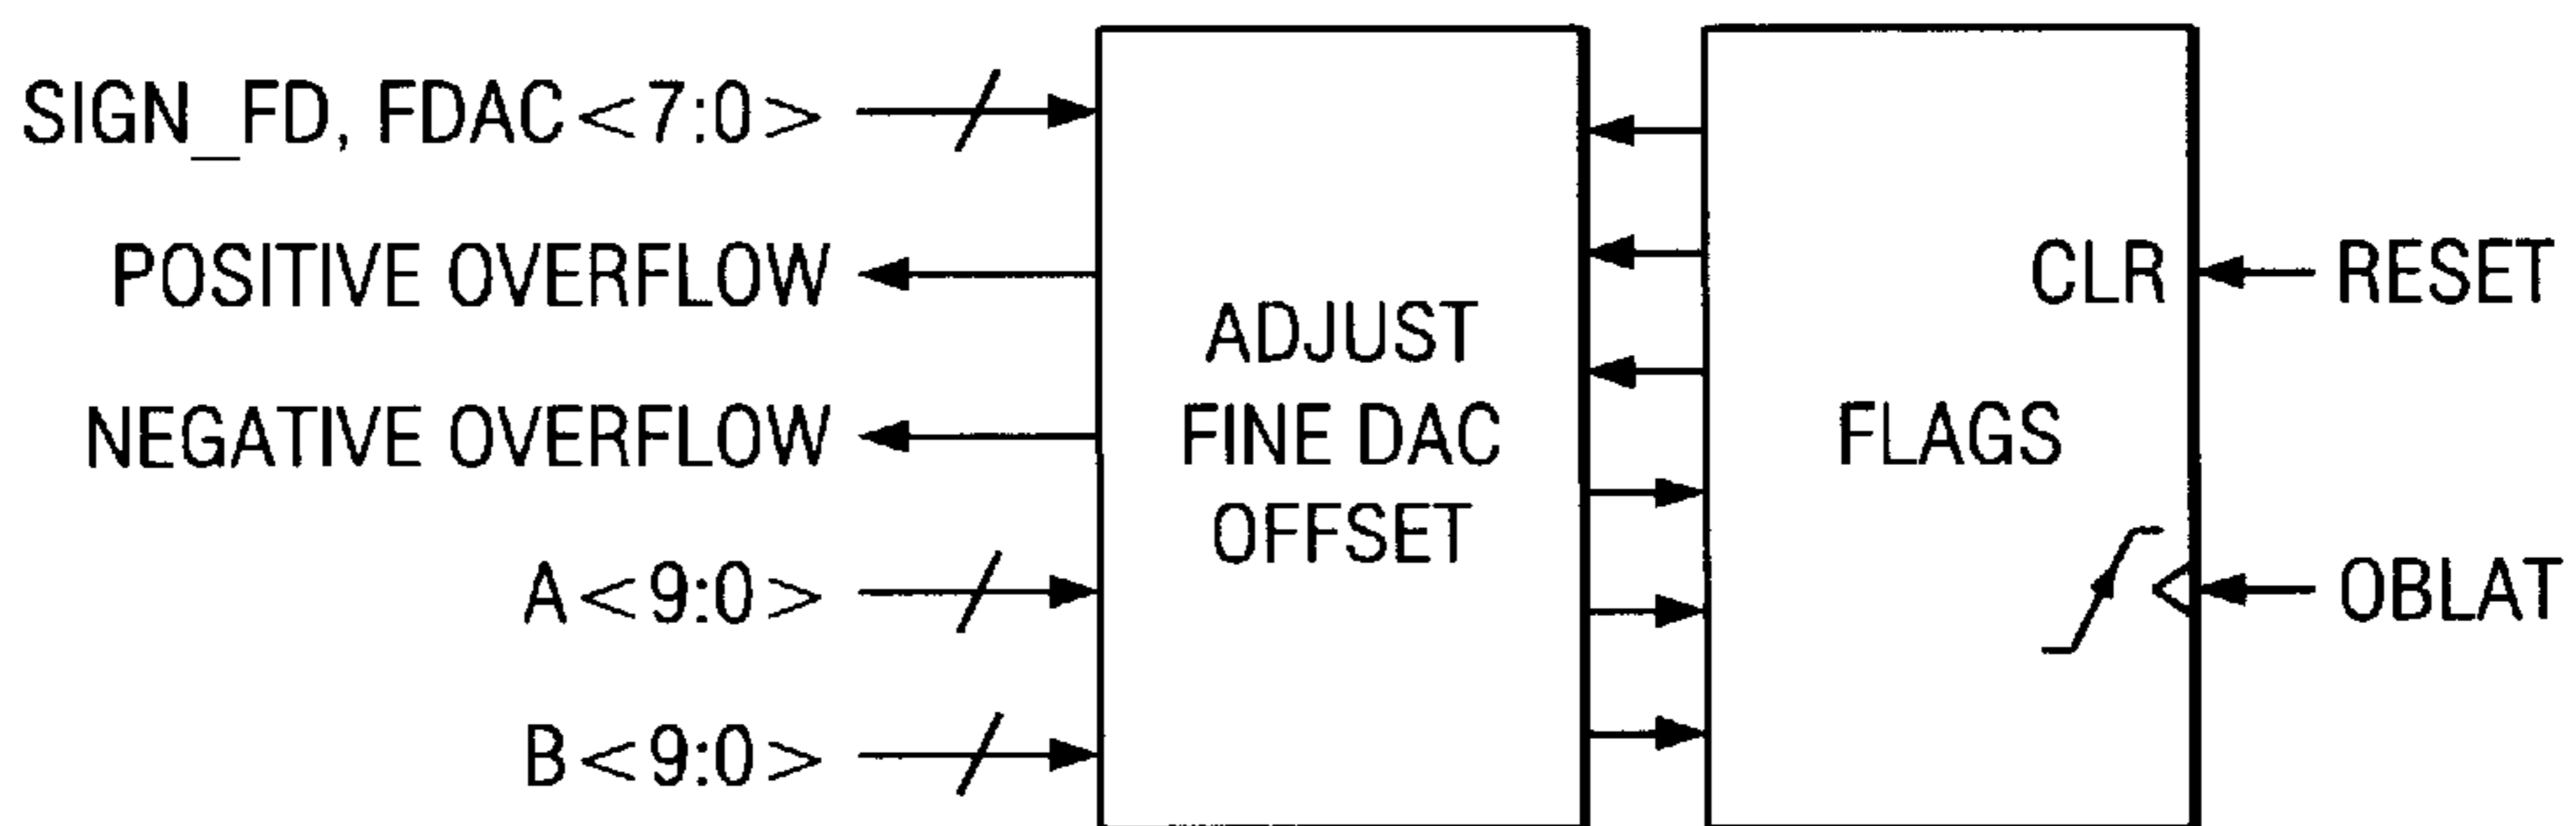 SIGN_FD, FDAC<7:0>
POSITIVE OVERFLOW
NEGATIVE OVERFLOW
A<9:0>
B<9:0>
ADJUST
FINE DAC
OFFSET
FLAGS
CLR
RESET
OBLAT